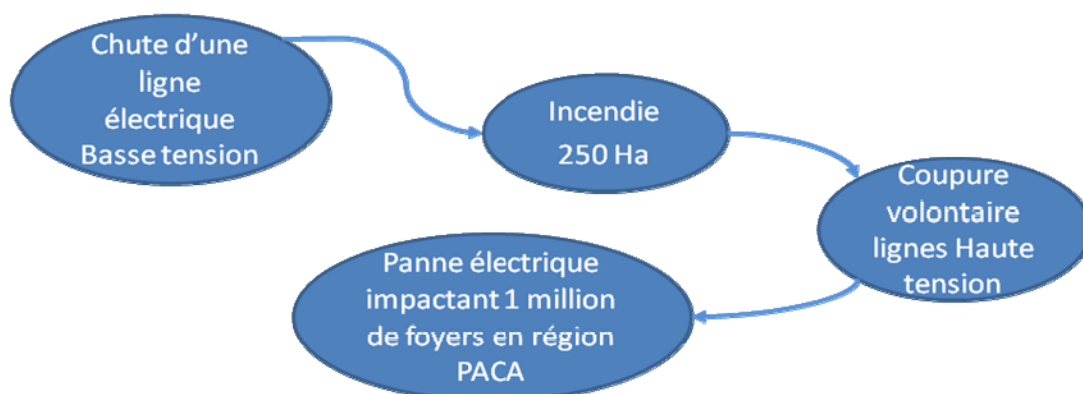 Chute d’une
ligne
électrique
Basse tension
Incendie
250 Ha
Coupure
volontaire
lignes Haute
tension
Panne électrique
impactant 1 million
de foyers en région
PACA